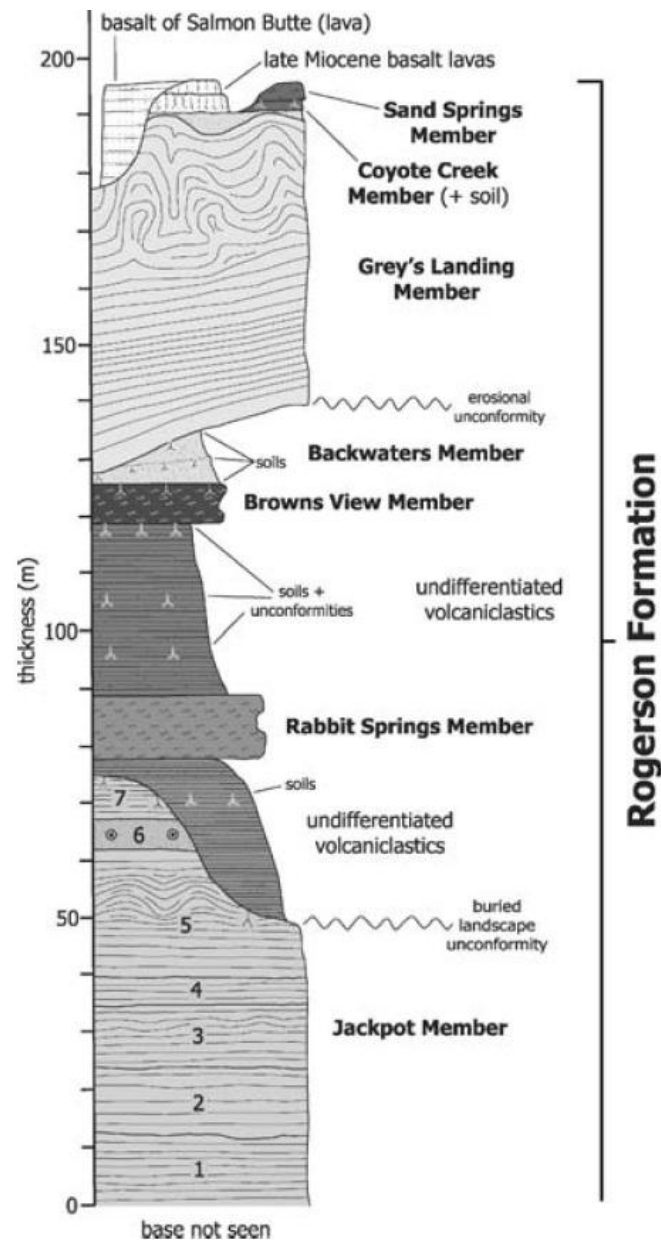 basalt of Salmon Butte (lava)
late Miocene basalt lavas
200
Sand Springs
Member
Coyote Creek
Member (+ soil)
Grey's Landing
Member
150
erosional
unconformity
soils
Backwaters Member
Browns View Member
soils +
unconformities
undifferentiated
volcaniclastics
thickness (m)
100
Rogerson Formation
Rabbit Springs Member
soils
7
6
undifferentiated
volcaniclastics
50
5
buried
landscape
unconformity
4
Jackpot Member
3
2
1
0
base not seen